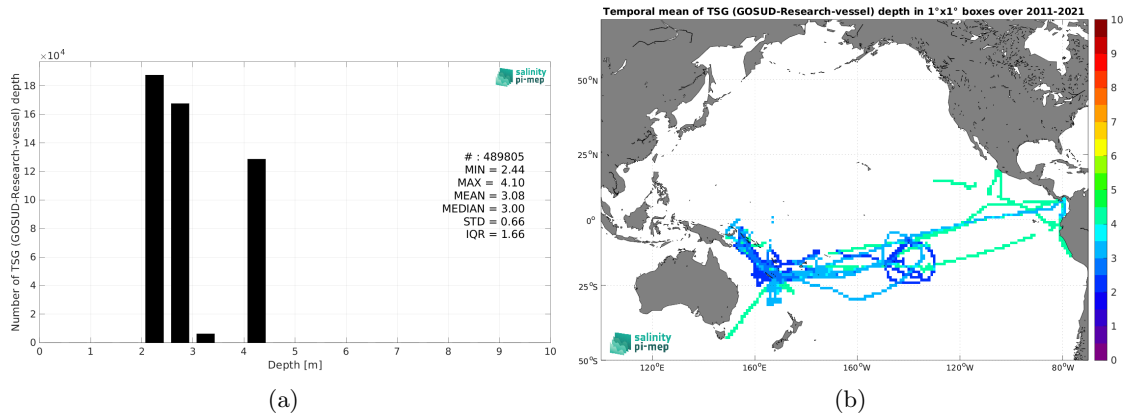 ×10⁴
18
16
14
12
10
8
6
4
2
0
Number of TSG (GOSUD-Research-vessel) depth
salinity
pi-mep
# : 489805
MIN = 2.44
MAX = 4.10
MEAN = 3.08
MEDIAN = 3.00
STD = 0.66
IQR = 1.66
0 1 2 3 4 5 6 7 8 9 10
Depth [m]
(a)
Temporal mean of TSG (GOSUD-Research-vessel) depth in 1°x1° boxes over 2011-2021
50°N
25°N
0°
25°S
50°S
120°E 160°E 160°W 120°W 80°W
salinity
pi-mep
10
9
8
7
6
5
4
3
2
1
0
(b)